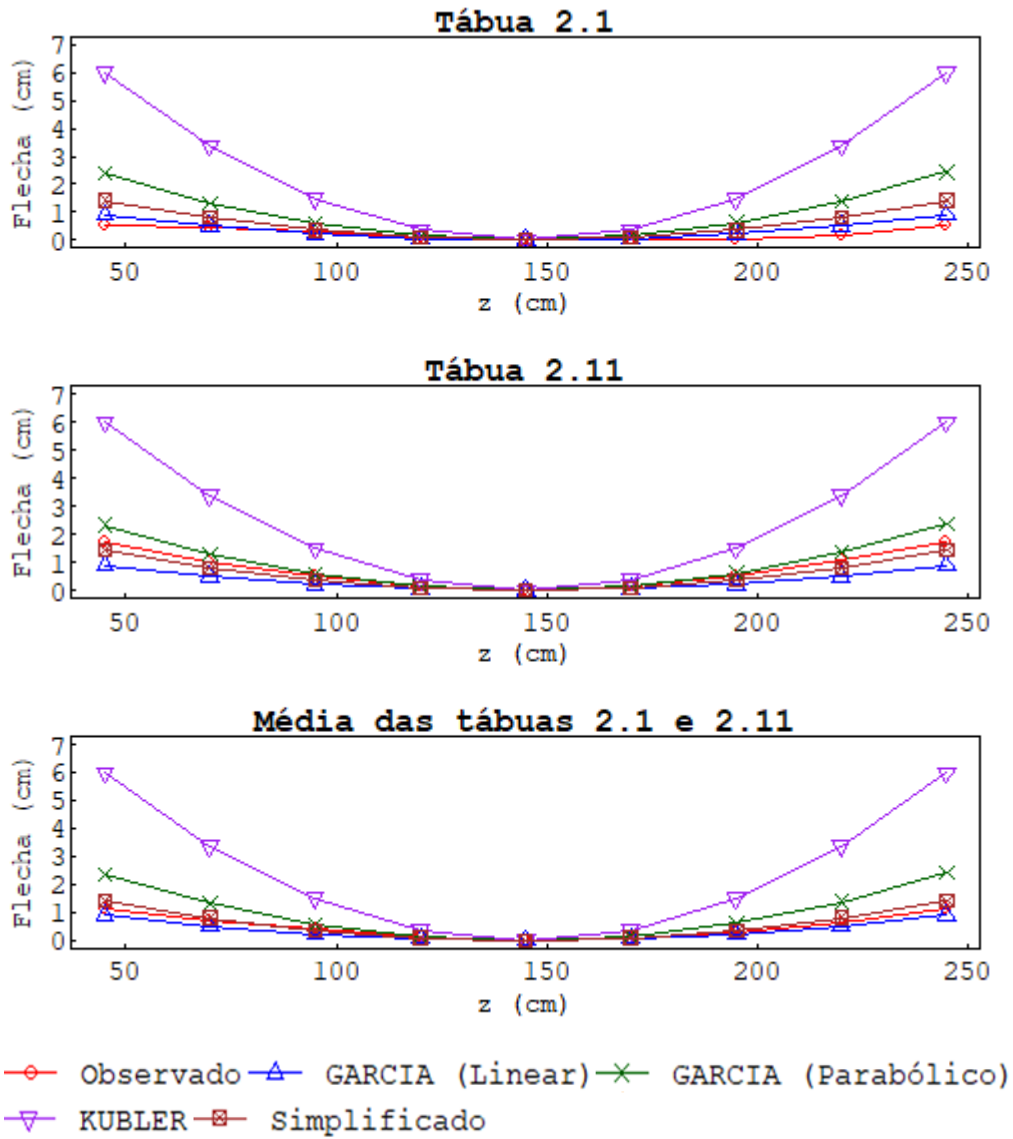 Tábua 2.1
7
6
5
4
3
2
1
0
Flecha (cm)
50 100 150 200 250
z (cm)
Tábua 2.11
7
6
5
4
3
2
1
0
Flecha (cm)
50 100 150 200 250
z (cm)
Média das tábuas 2.1 e 2.11
7
6
5
4
3
2
1
0
Flecha (cm)
50 100 150 200 250
z (cm)
Observado GARCIA (Linear) GARCIA (Parabólico)
KUBLER Simplificado